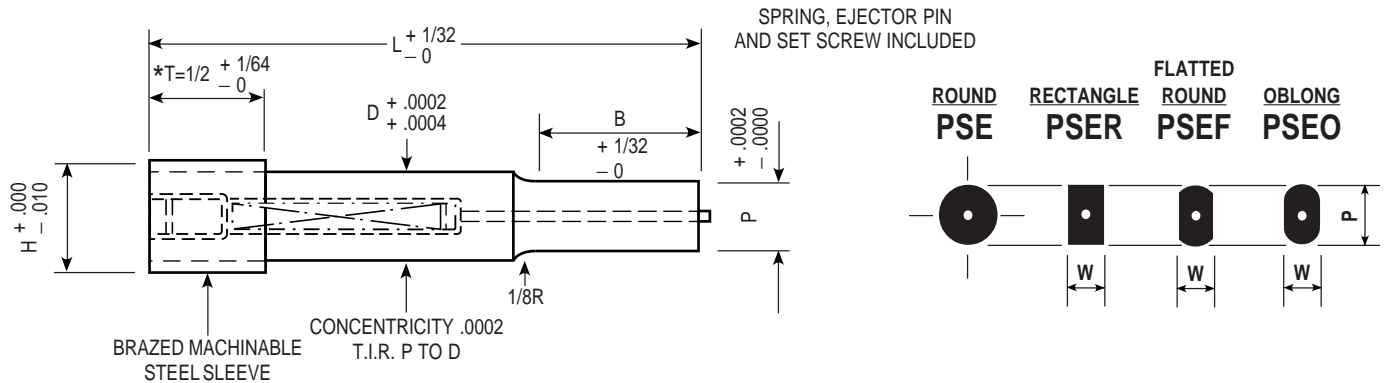 SPRING, EJECTOR PIN
AND SET SCREW INCLUDED
L + 1/32
– 0
*T=1/2 + 1/64
– 0
D + .0002
+ .0004
B
+ 1/32
– 0
+ .0002
– .0000
P
H + .000
– .010
1/8R
BRAZED MACHINABLE
STEEL SLEEVE
CONCENTRICITY .0002
T.I.R. P TO D
ROUND
PSE
RECTANGLE
PSER
FLATTED
ROUND
PSEF
OBLONG
PSEO
P
W
W
W